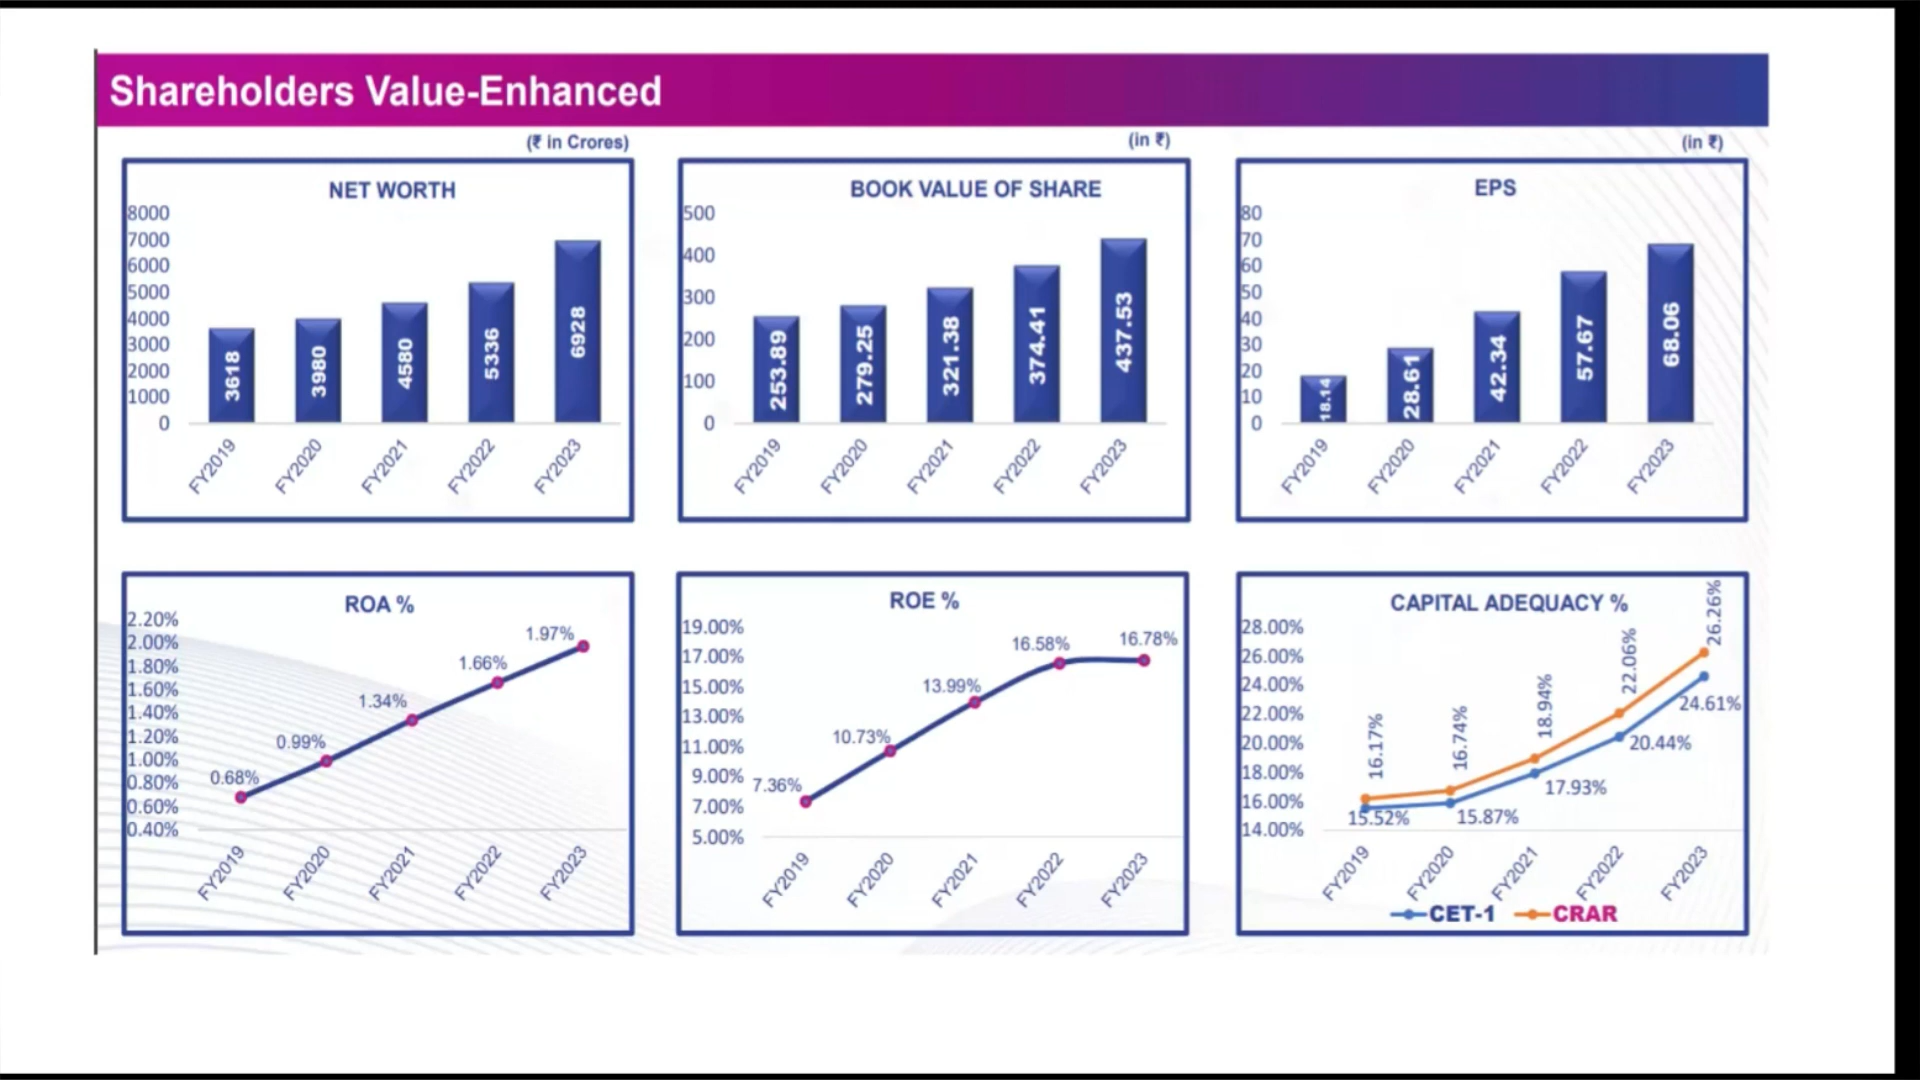 Shareholders Value-Enhanced
(₹ in Crores)
NET WORTH
8000
7000
6000
5000
4000
3000
2000
1000
0
3618
3980
4580
5336
6928
FY2019
FY2020
FY2021
FY2022
FY2023
(in ₹)
BOOK VALUE OF SHARE
500
400
300
200
100
0
253.89
279.25
321.38
374.41
437.53
FY2019
FY2020
FY2021
FY2022
FY2023
(in ₹)
EPS
80
70
60
50
40
30
20
10
0
18.14
28.61
42.34
57.67
68.06
FY2019
FY2020
FY2021
FY2022
FY2023
ROA %
2.20%
2.00%
1.80%
1.60%
1.40%
1.20%
1.00%
0.80%
0.60%
0.40%
0.68%
0.99%
1.34%
1.66%
1.97%
FY2019
FY2020
FY2021
FY2022
FY2023
ROE %
19.00%
17.00%
15.00%
13.00%
11.00%
9.00%
7.00%
5.00%
7.36%
10.73%
13.99%
16.58%
16.78%
FY2019
FY2020
FY2021
FY2022
FY2023
CAPITAL ADEQUACY %
28.00%
26.00%
24.00%
22.00%
20.00%
18.00%
16.00%
14.00%
16.17%
16.74%
18.94%
22.06%
26.26%
15.52%
15.87%
17.93%
20.44%
24.61%
FY2019
FY2020
FY2021
FY2022
FY2023
CET-1
CRAR